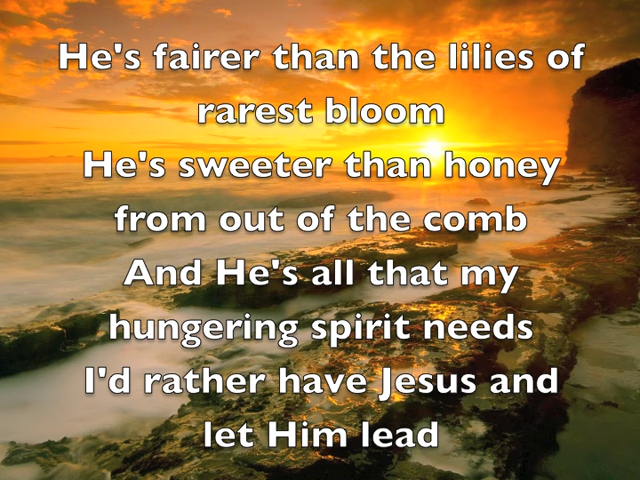 He's fairer than the lilies of
rarest bloom
He's sweeter than honey
from out of the comb
And He's all that my
hungering spirit needs
I'd rather have Jesus and
let Him lead